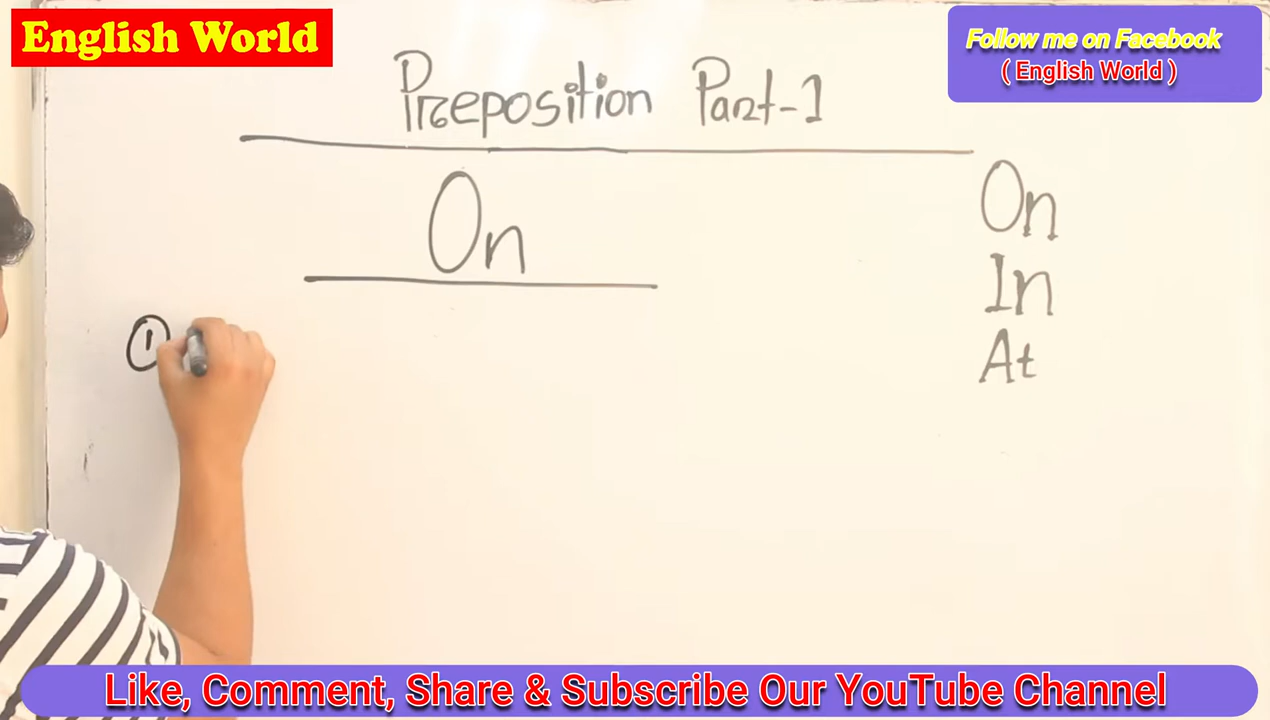 English World
Follow me on Facebook
( English World )
Preposition Part-1
On
On
In
At
①
Like, Comment, Share & Subscribe Our YouTube Channel